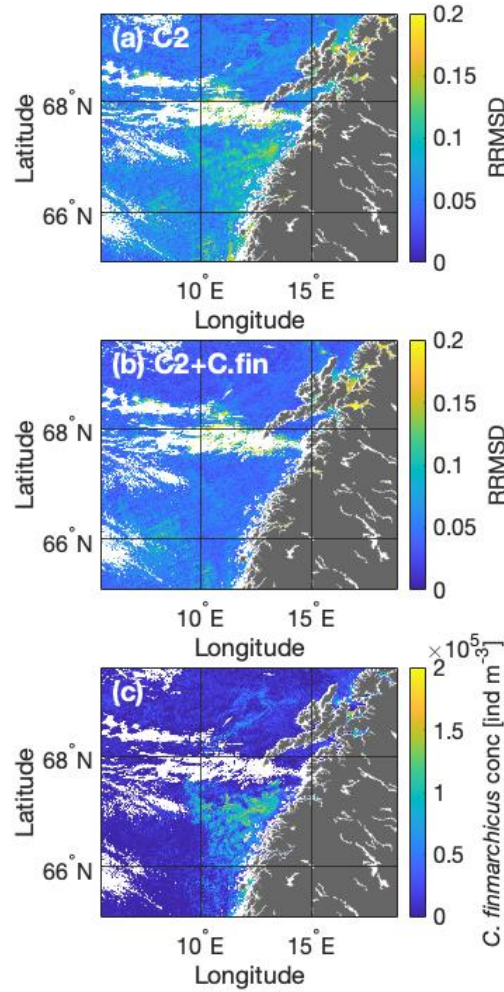 (a) C2
68°N
66°N
Latitude
10°E 15°E
Longitude
0.2
0.15
0.1
0.05
0
RRMSD
(b) C2+C.fin
68°N
66°N
Latitude
10°E 15°E
Longitude
0.2
0.15
0.1
0.05
0
RRMSD
(c)
68°N
66°N
Latitude
10°E 15°E
Longitude
×10⁵
2
1.5
1
0.5
0
C. finmarchicus conc [ind m⁻³]